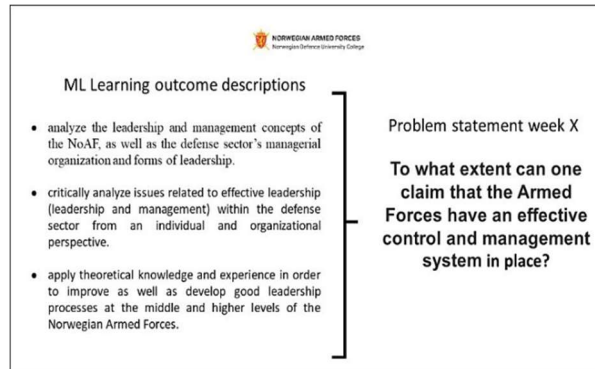 NORWEGIAN ARMED FORCES
Norwegian Defence University College
ML Learning outcome descriptions
• analyze the leadership and management concepts of
the NoAF, as well as the defense sector's managerial
organization and forms of leadership.
• critically analyze issues related to effective leadership
(leadership and management) within the defense
sector from an individual and organizational
perspective.
• apply theoretical knowledge and experience in order
to improve as well as develop good leadership
processes at the middle and higher levels of the
Norwegian Armed Forces.
Problem statement week X
To what extent can one
claim that the Armed
Forces have an effective
control and management
system in place?